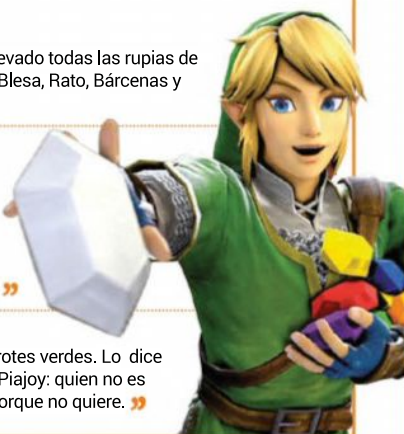 evado todas las rupias de
Blesa, Rato, Bárcenas y
”
rotes verdes. Lo dice
Piajoy: quien no es
orque no quiere. ”